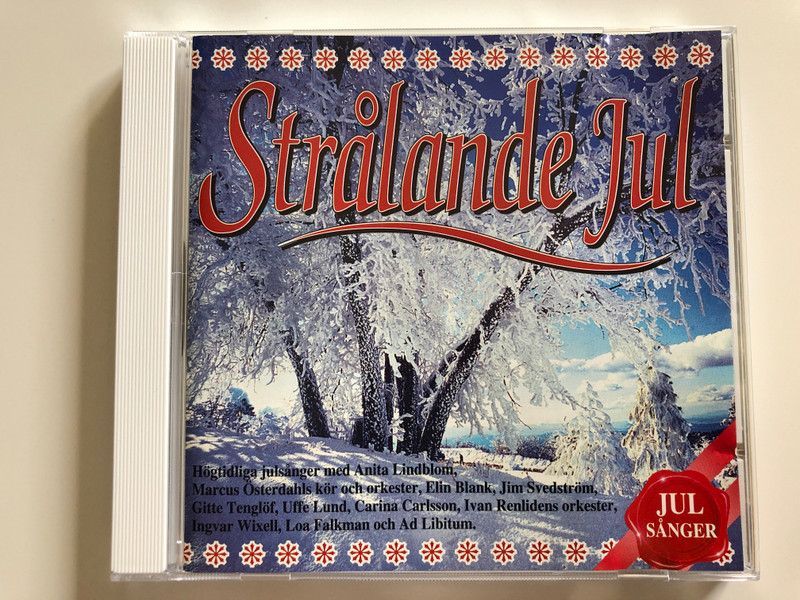 Strålande Jul
Högtidliga julsånger med Anita Lindblom,
Marcus Österdahls kör och orkester, Elin Blank, Jim Svedström,
Gitte Tenglöf, Uffe Lund, Carina Carlsson, Ivan Renlidens orkester,
Ingvar Wixell, Loa Falkman och Ad Libitum.
JUL
SÅNGER